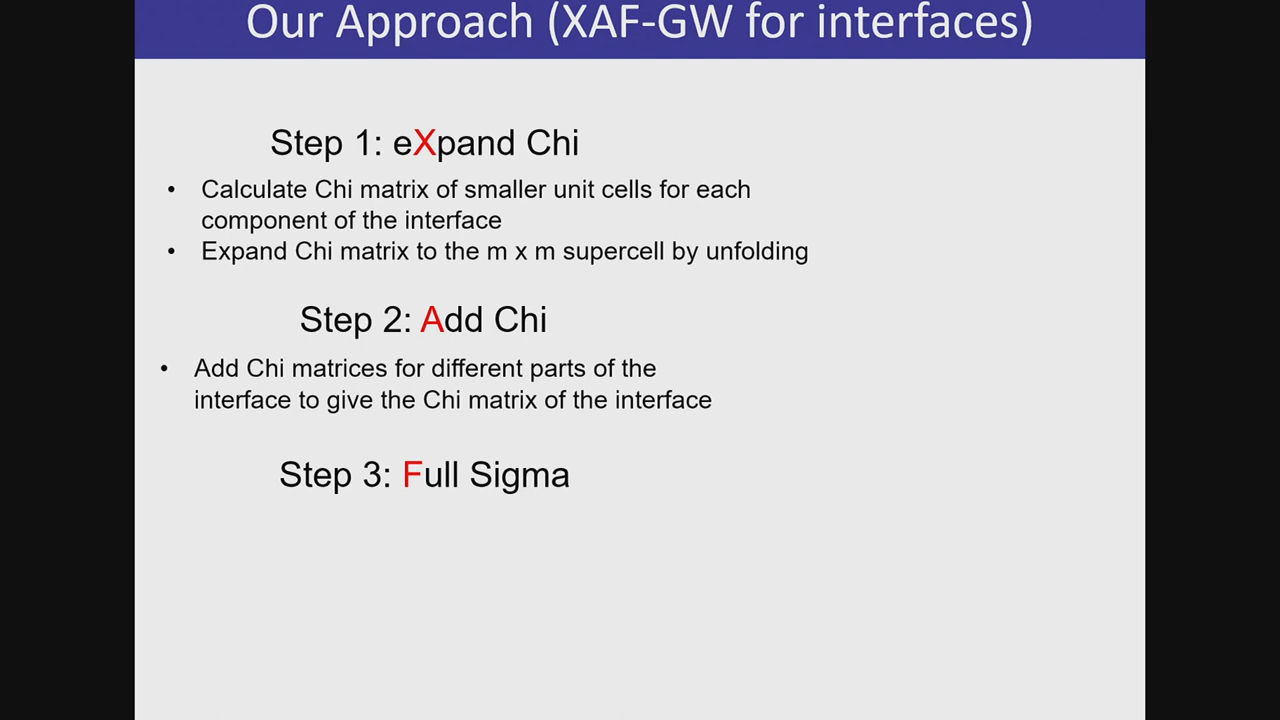 Our Approach (XAF-GW for interfaces)
Step 1: eXpand Chi
• Calculate Chi matrix of smaller unit cells for each
component of the interface
• Expand Chi matrix to the m x m supercell by unfolding
Step 2: Add Chi
• Add Chi matrices for different parts of the
interface to give the Chi matrix of the interface
Step 3: Full Sigma